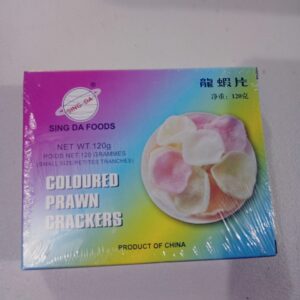 SING-DA
SING DA FOODS
龍蝦片
净重：120克
NET WT 120g
POIDS NET 120 GRAMMES
(SMALL SIZE/PETITES TRANCHES)
COLOURED
PRAWN
CRACKERS
PRODUCT OF CHINA